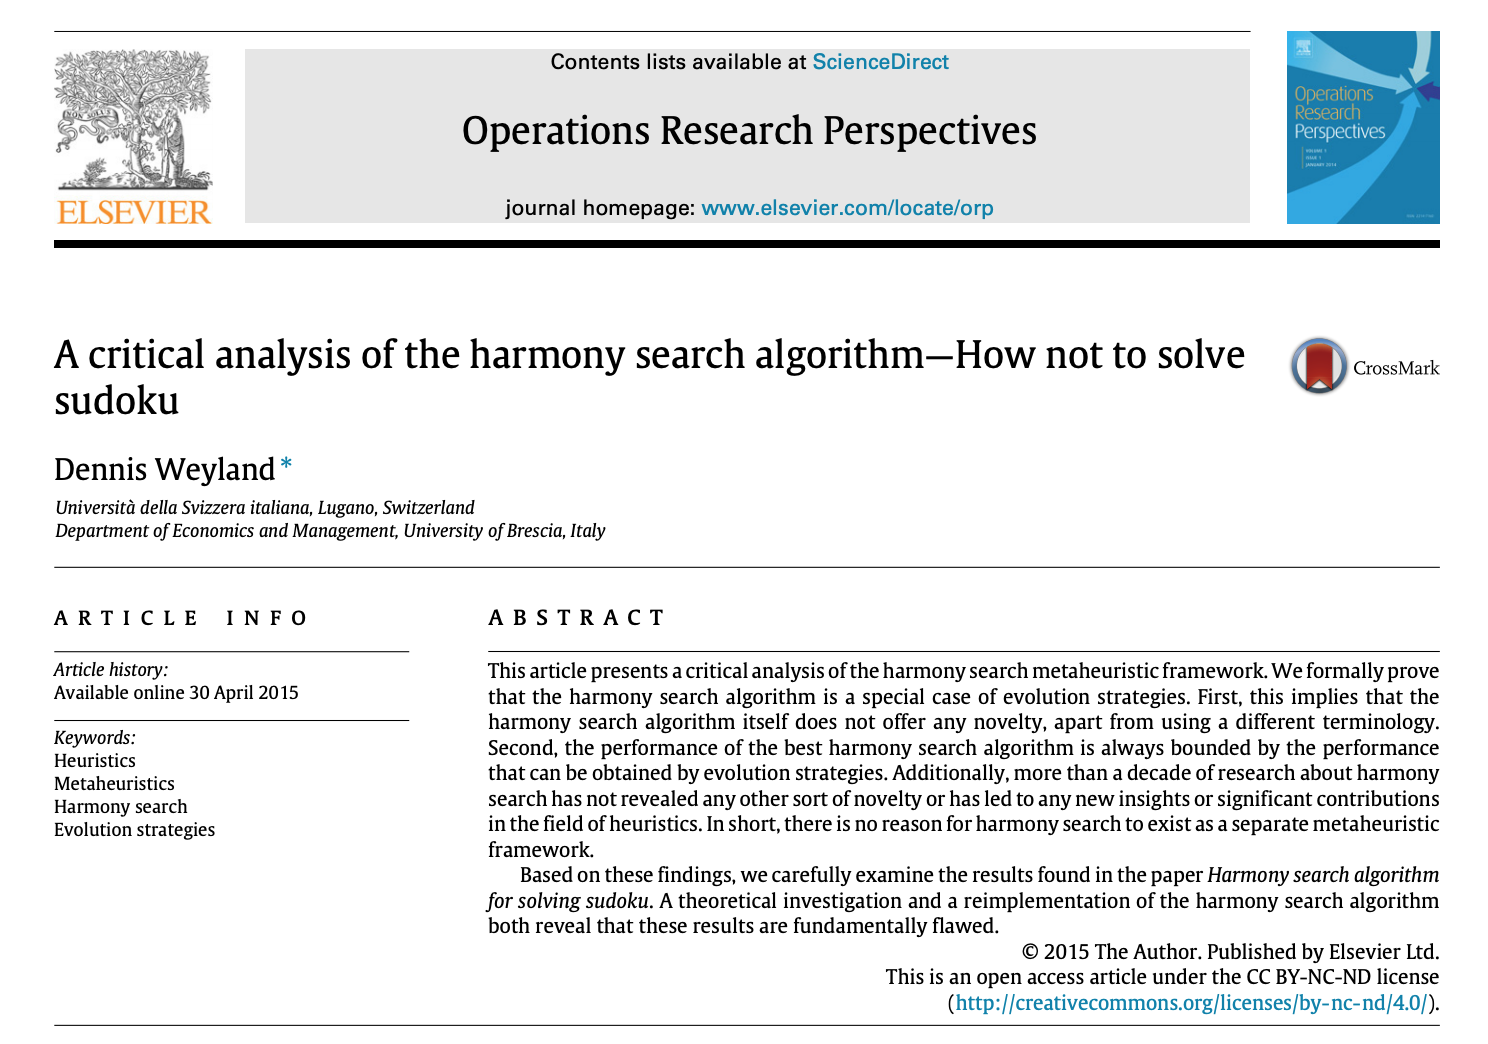 Contents lists available at ScienceDirect
Operations Research Perspectives
journal homepage: www.elsevier.com/locate/orp
ELSEVIER
Operations
Research
Perspectives
A critical analysis of the harmony search algorithm—How not to solve
sudoku
CrossMark
Dennis Weyland *
Università della Svizzera italiana, Lugano, Switzerland
Department of Economics and Management, University of Brescia, Italy
ARTICLE INFO
Article history:
Available online 30 April 2015
Keywords:
Heuristics
Metaheuristics
Harmony search
Evolution strategies
ABSTRACT
This article presents a critical analysis of the harmony search metaheuristic framework. We formally prove
that the harmony search algorithm is a special case of evolution strategies. First, this implies that the
harmony search algorithm itself does not offer any novelty, apart from using a different terminology.
Second, the performance of the best harmony search algorithm is always bounded by the performance
that can be obtained by evolution strategies. Additionally, more than a decade of research about harmony
search has not revealed any other sort of novelty or has led to any new insights or significant contributions
in the field of heuristics. In short, there is no reason for harmony search to exist as a separate metaheuristic
framework.
Based on these findings, we carefully examine the results found in the paper Harmony search algorithm
for solving sudoku. A theoretical investigation and a reimplementation of the harmony search algorithm
both reveal that these results are fundamentally flawed.
© 2015 The Author. Published by Elsevier Ltd.
This is an open access article under the CC BY-NC-ND license
(http://creativecommons.org/licenses/by-nc-nd/4.0/).